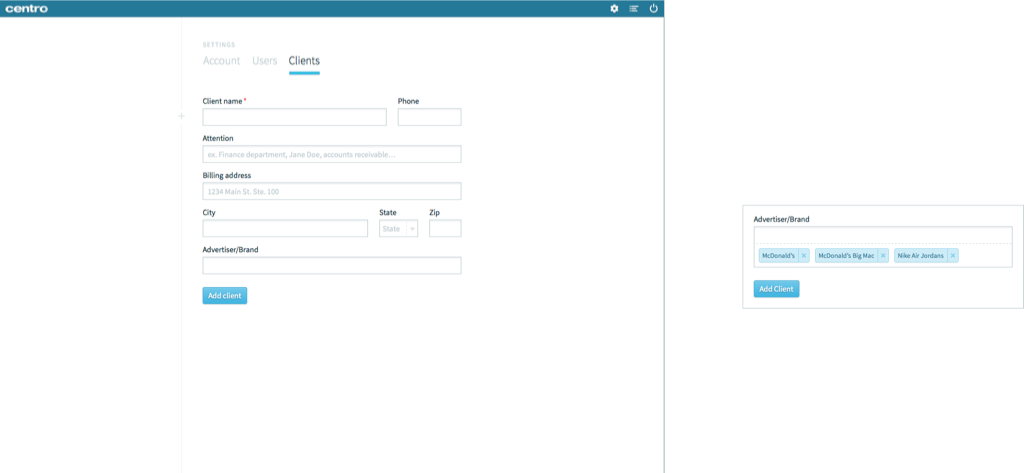 centro
SETTINGS
Account Users Clients
Client name * Phone
Attention
ex. Finance department, Jane Doe, accounts receivable...
Billing address
1234 Main St. Ste. 100
City State Zip
State
Advertiser/Brand
Add client
Advertiser/Brand
McDonald's × McDonald's Big Mac × Nike Air Jordans ×
Add Client